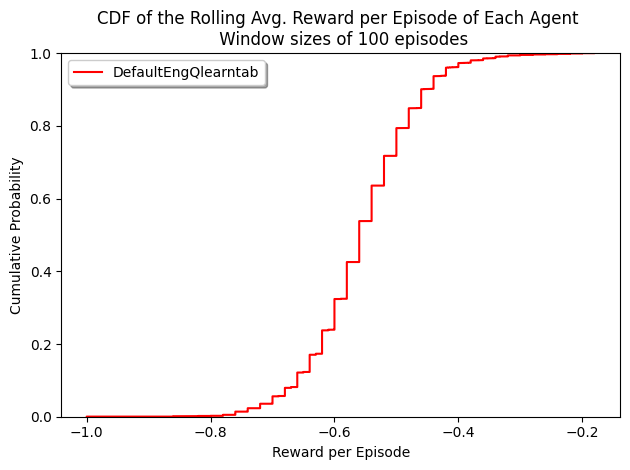 CDF of the Rolling Avg. Reward per Episode of Each Agent
Window sizes of 100 episodes
DefaultEngQlearntab
Cumulative Probability
1.0
0.8
0.6
0.4
0.2
0.0
−1.0 −0.8 −0.6 −0.4 −0.2
Reward per Episode